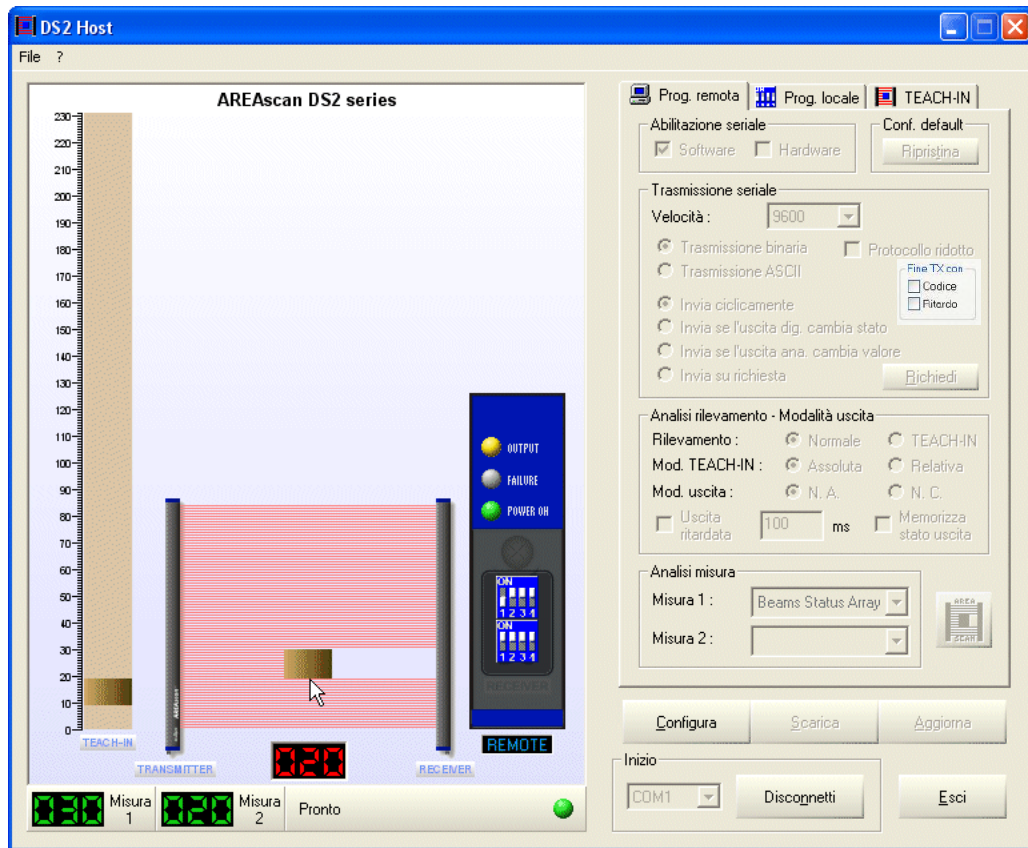 DS2 Host
File ?
AREAscan DS2 series
230
220
210
200
190
180
170
160
150
140
130
120
110
100
90
80
70
60
50
40
30
20
10
0
TEACH-IN
TRANSMITTER
AREAscan
020
RECEIVER
OUTPUT
FAILURE
POWER ON
ON
1 2 3 4
ON
1 2 3 4
RECEIVER
REMOTE
030 Misura 1
020 Misura 2
Pronto
Prog. remota Prog. locale TEACH-IN
Abilitazione seriale
Software Hardware
Conf. default
Ripristina
Trasmissione seriale
Velocità : 9600
Trasmissione binaria Protocollo ridotto
Trasmissione ASCII
Fine TX con
Codice
Ritardo
Invia ciclicamente
Invia se l'uscita dig. cambia stato
Invia se l'uscita ana. cambia valore
Invia su richiesta
Richiedi
Analisi rilevamento - Modalità uscita
Rilevamento : Normale TEACH-IN
Mod. TEACH-IN : Assoluta Relativa
Mod. uscita : N. A. N. C.
Uscita ritardata 100 ms Memorizza stato uscita
Analisi misura
Misura 1 : Beams Status Array
Misura 2 :
AREA
SCAN
Configura Scarica Aggiorna
Inizio
COM1 Disconnetti
Esci